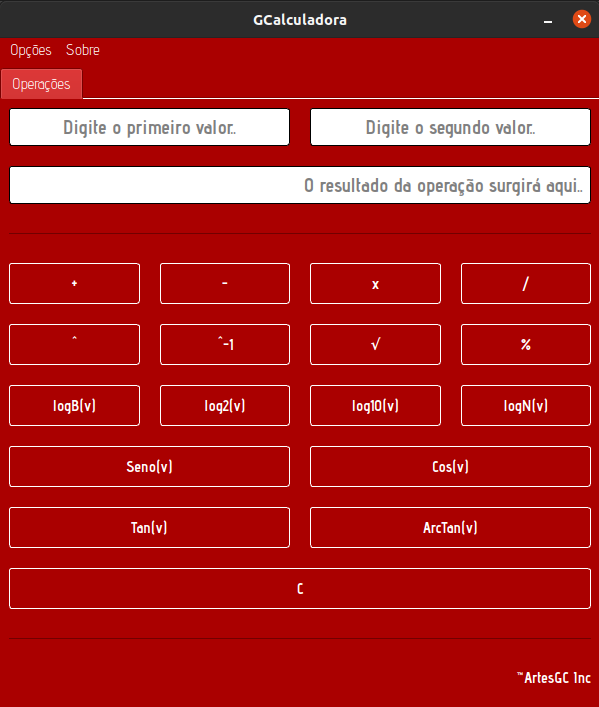 GCalculadora
Opções Sobre
Operações
Digite o primeiro valor.. Digite o segundo valor..
O resultado da operação surgirá aqui..
+ - x /
^ ^-1 √ %
logB(v) log2(v) log10(v) logN(v)
Seno(v) Cos(v)
Tan(v) ArcTan(v)
C
™ArtesGC Inc